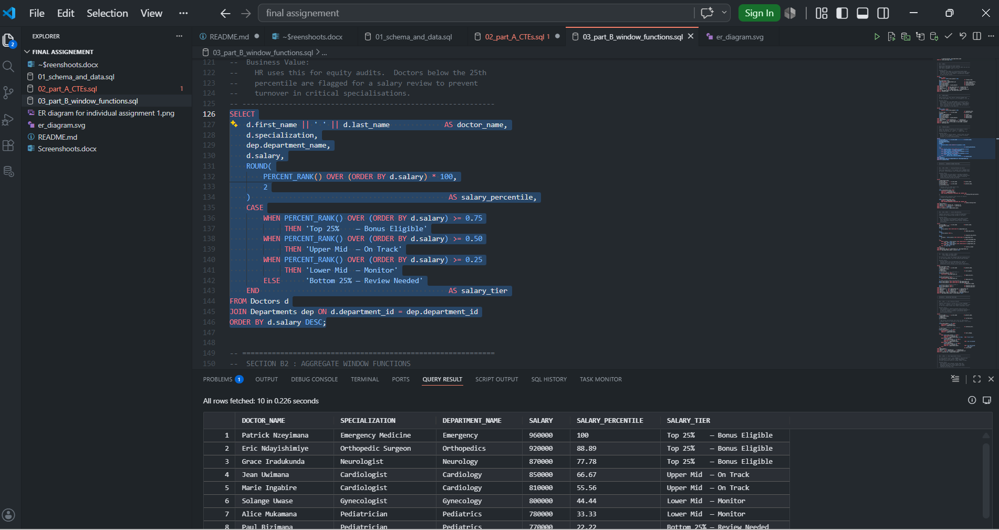 File Edit Selection View ··· final assignement Sign In
EXPLORER ···
FINAL ASSIGNEMENT
~$reenshoots.docx
01_schema_and_data.sql
02_part_A_CTEs.sql 1
03_part_B_window_functions.sql
ER diagram for individual assignment 1.png
er_diagram.svg
README.md
Screenshoots.docx
2
README.md ~$reenshoots.docx 01_schema_and_data.sql 02_part_A_CTEs.sql 1 03_part_B_window_functions.sql er_diagram.svg
03_part_B_window_functions.sql > ...
121 -- Business Value:
122 -- HR uses this for equity audits. Doctors below the 25th
123 -- percentile are flagged for a salary review to prevent
124 -- turnover in critical specialisations.
125 -- ------------------------------------------------------------
126 SELECT
127 d.first_name || ' ' || d.last_name AS doctor_name,
128 d.specialization,
129 dep.department_name,
130 d.salary,
131 ROUND(
132 PERCENT_RANK() OVER (ORDER BY d.salary) * 100,
133 2
134 ) AS salary_percentile,
135 CASE
136 WHEN PERCENT_RANK() OVER (ORDER BY d.salary) >= 0.75
137 THEN 'Top 25% — Bonus Eligible'
138 WHEN PERCENT_RANK() OVER (ORDER BY d.salary) >= 0.50
139 THEN 'Upper Mid — On Track'
140 WHEN PERCENT_RANK() OVER (ORDER BY d.salary) >= 0.25
141 THEN 'Lower Mid — Monitor'
142 ELSE 'Bottom 25% — Review Needed'
143 END AS salary_tier
144 FROM Doctors d
145 JOIN Departments dep ON d.department_id = dep.department_id
146 ORDER BY d.salary DESC;
147
148
149 -- ============================================================
150 -- SECTION B2 : AGGREGATE WINDOW FUNCTIONS
PROBLEMS 1 OUTPUT DEBUG CONSOLE TERMINAL PORTS QUERY RESULT SCRIPT OUTPUT SQL HISTORY TASK MONITOR
All rows fetched: 10 in 0.226 seconds
DOCTOR_NAME SPECIALIZATION DEPARTMENT_NAME SALARY SALARY_PERCENTILE SALARY_TIER
1 Patrick Nzeyimana Emergency Medicine Emergency 960000 100 Top 25% — Bonus Eligible
2 Eric Ndayishimiye Orthopedic Surgeon Orthopedics 920000 88.89 Top 25% — Bonus Eligible
3 Grace Iradukunda Neurologist Neurology 870000 77.78 Top 25% — Bonus Eligible
4 Jean Uwimana Cardiologist Cardiology 850000 66.67 Upper Mid — On Track
5 Marie Ingabire Cardiologist Cardiology 810000 55.56 Upper Mid — On Track
6 Solange Uwase Gynecologist Gynecology 800000 44.44 Lower Mid — Monitor
7 Alice Mukamana Pediatrician Pediatrics 780000 33.33 Lower Mid — Monitor
8 Paul Bizimana Pediatrician Pediatrics 770000 22.22 Bottom 25% — Review Needed